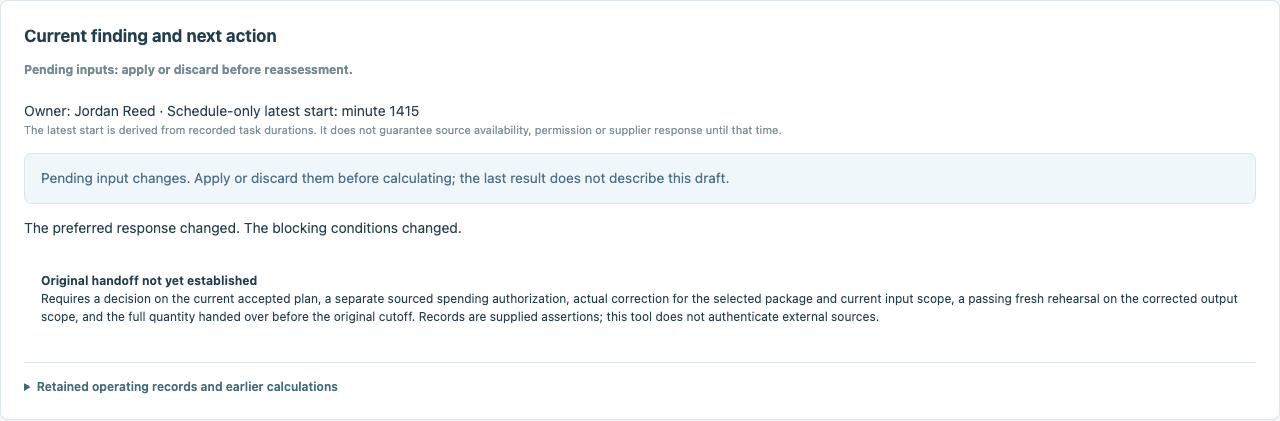 Current finding and next action
Pending inputs: apply or discard before reassessment.
Owner: Jordan Reed · Schedule-only latest start: minute 1415
The latest start is derived from recorded task durations. It does not guarantee source availability, permission or supplier response until that time.
Pending input changes. Apply or discard them before calculating; the last result does not describe this draft.
The preferred response changed. The blocking conditions changed.
Original handoff not yet established
Requires a decision on the current accepted plan, a separate sourced spending authorization, actual correction for the selected package and current input scope, a passing fresh rehearsal on the corrected output
scope, and the full quantity handed over before the original cutoff. Records are supplied assertions; this tool does not authenticate external sources.
Retained operating records and earlier calculations